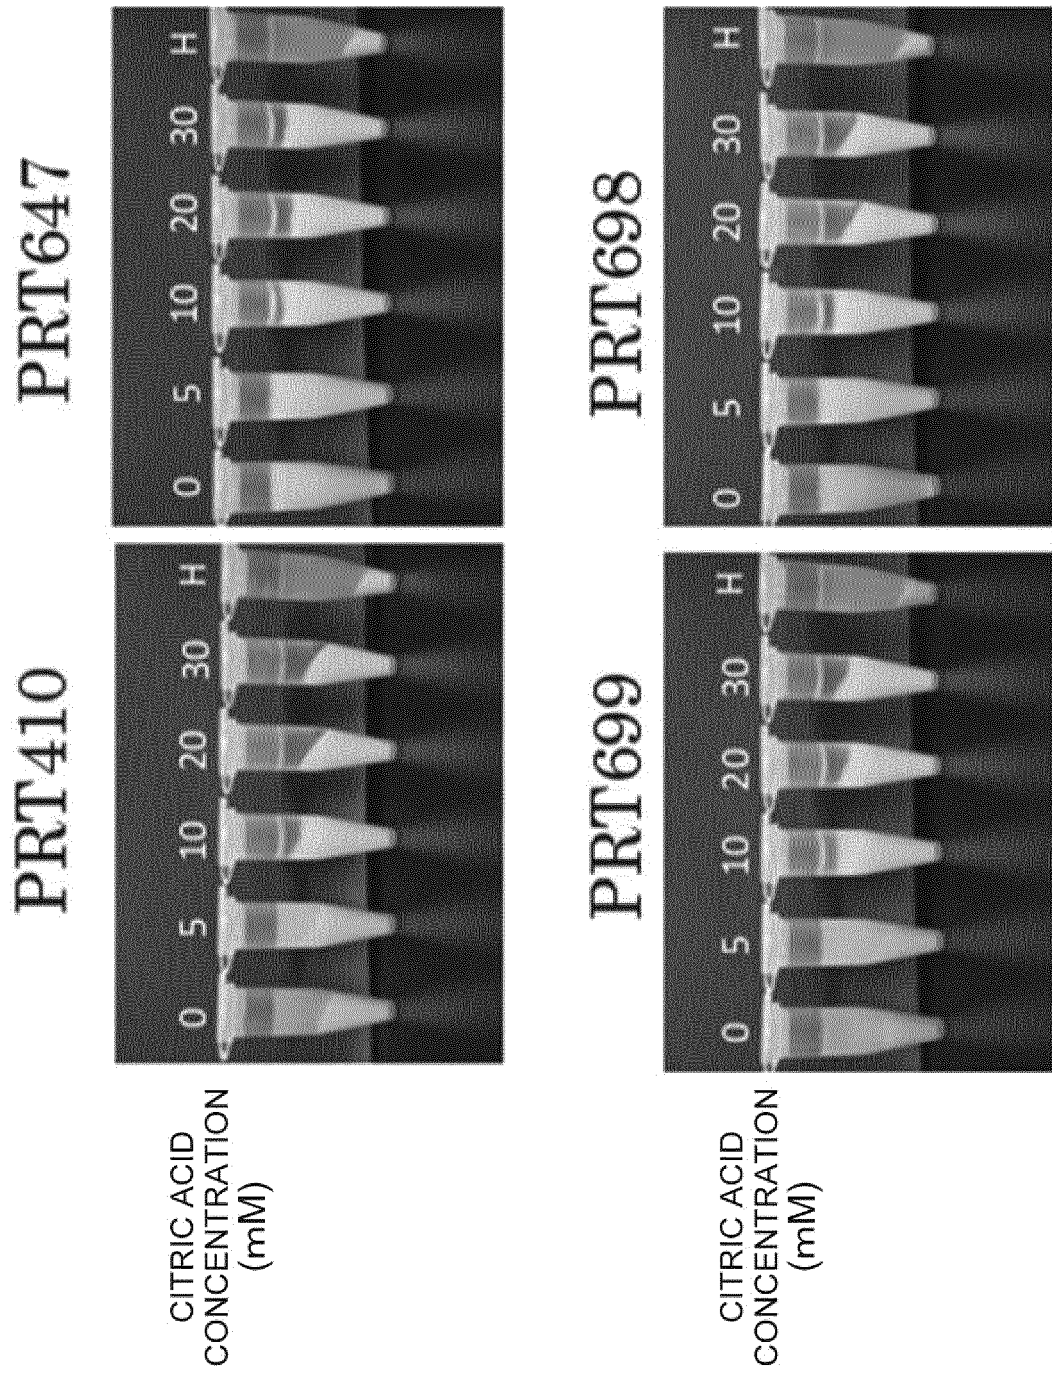 PRT410
PRT647
CITRIC ACID
CONCENTRATION
(mM)
0 5 10 20 30 H
0 5 10 20 30 H
PRT699
PRT698
CITRIC ACID
CONCENTRATION
(mM)
0 5 10 20 30 H
0 5 10 20 30 H